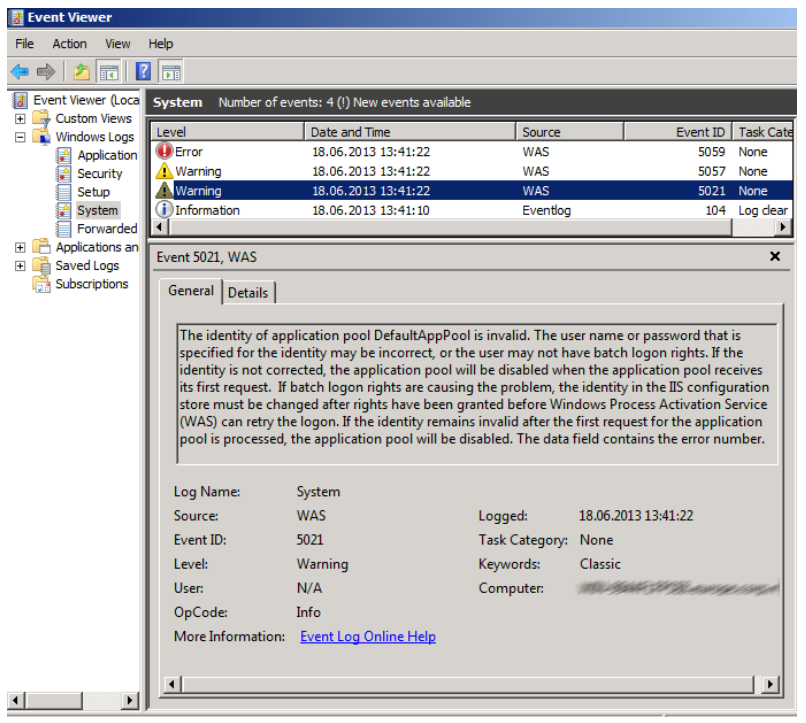 Event Viewer
File Action View Help
Event Viewer (Loca
Custom Views
Windows Logs
Application
Security
Setup
System
Forwarded
Applications an
Saved Logs
Subscriptions
System Number of events: 4 (!) New events available
Level Date and Time Source Event ID Task Cate
Error 18.06.2013 13:41:22 WAS 5059 None
Warning 18.06.2013 13:41:22 WAS 5057 None
Warning 18.06.2013 13:41:22 WAS 5021 None
Information 18.06.2013 13:41:10 Eventlog 104 Log clear
Event 5021, WAS
General Details
The identity of application pool DefaultAppPool is invalid. The user name or password that is
specified for the identity may be incorrect, or the user may not have batch logon rights. If the
identity is not corrected, the application pool will be disabled when the application pool receives
its first request. If batch logon rights are causing the problem, the identity in the IIS configuration
store must be changed after rights have been granted before Windows Process Activation Service
(WAS) can retry the logon. If the identity remains invalid after the first request for the application
pool is processed, the application pool will be disabled. The data field contains the error number.
Log Name: System
Source: WAS Logged: 18.06.2013 13:41:22
Event ID: 5021 Task Category: None
Level: Warning Keywords: Classic
User: N/A Computer:
OpCode: Info
More Information: Event Log Online Help